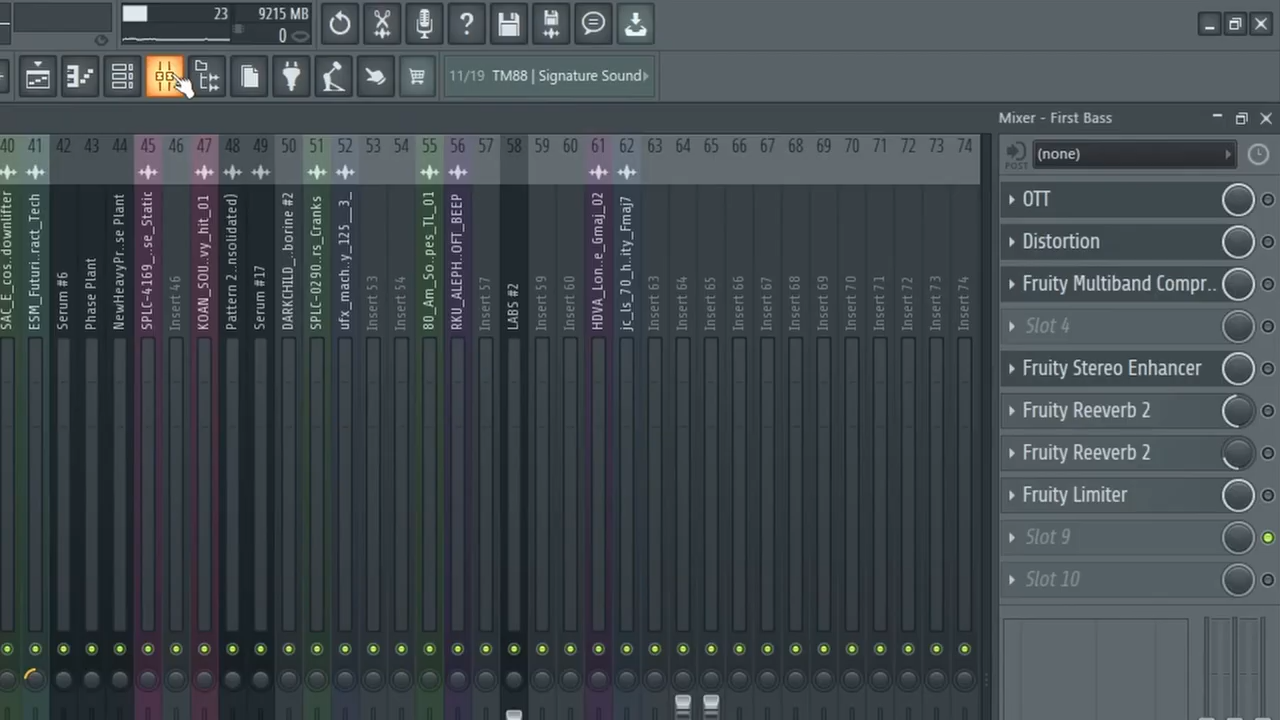 23 9215 MB
0
11/19 TM88 | Signature Sound
Mixer - First Bass
40 41 42 43 44 45 46 47 48 49 50 51 52 53 54 55 56 57 58 59 60 61 62 63 64 65 66 67 68 69 70 71 72 73 74
POST (none)
SAC_E_cos..downlifter
ESM_Futuri..ract_Tech
Serum #6
Phase Plant
NewHeavyPr..se Plant
SPLC-4169_..se_Static
Insert 46
KOAN_SOU..vy_hit_01
Pattern 2..nsolidated)
Serum #17
DARKCHILD_..borine #2
SPLC-0290..rs_Cranks
ufx_mach..y_125__3_
Insert 53
Insert 54
80_Am_So..pes_TL_01
RKU_ALEPH..OFT_BEEP
Insert 57
LABS #2
Insert 59
Insert 60
HDVA_Lon..e_Gmaj_02
jc_ls_70_h..ity_Fmaj7
Insert 63
Insert 64
Insert 65
Insert 66
Insert 67
Insert 68
Insert 69
Insert 70
Insert 71
Insert 72
Insert 73
Insert 74
OTT
Distortion
Fruity Multiband Compr..
Slot 4
Fruity Stereo Enhancer
Fruity Reeverb 2
Fruity Reeverb 2
Fruity Limiter
Slot 9
Slot 10